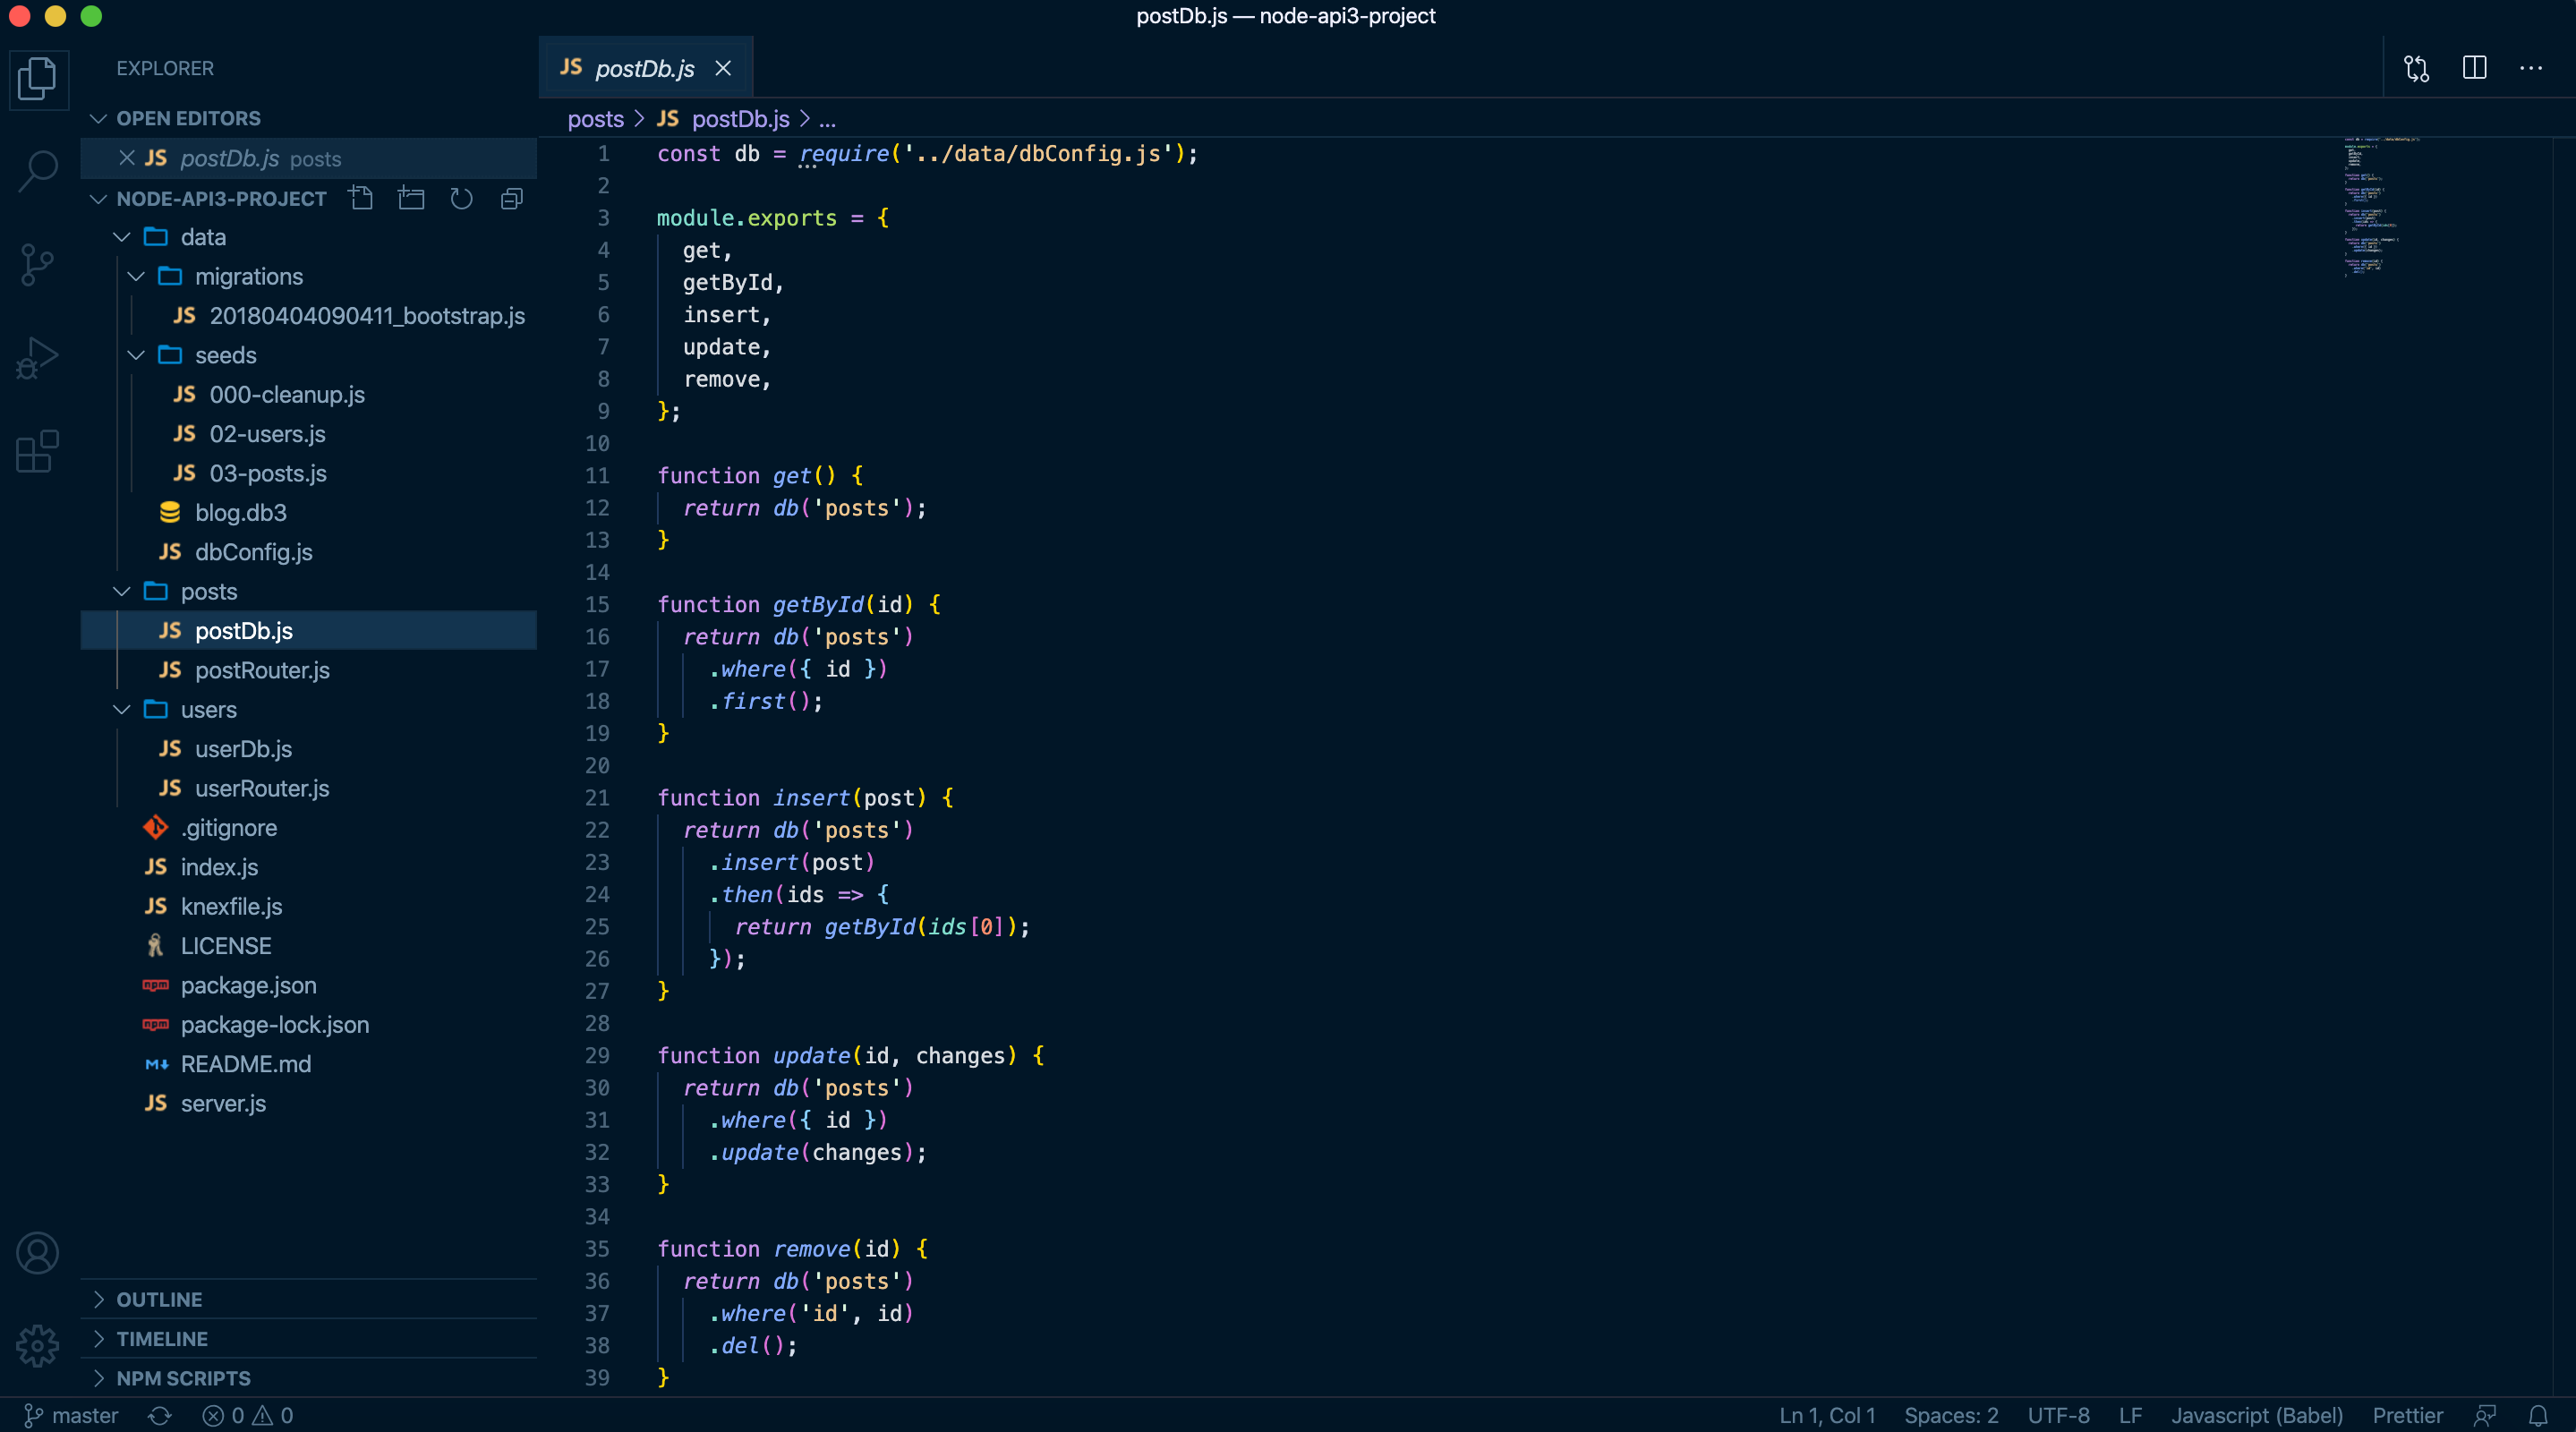 postDb.js — node-api3-project
EXPLORER
OPEN EDITORS
JS postDb.js posts
NODE-API3-PROJECT
data
migrations
JS 20180404090411_bootstrap.js
seeds
JS 000-cleanup.js
JS 02-users.js
JS 03-posts.js
blog.db3
JS dbConfig.js
posts
JS postDb.js
JS postRouter.js
users
JS userDb.js
JS userRouter.js
.gitignore
JS index.js
JS knexfile.js
LICENSE
npm package.json
npm package-lock.json
M README.md
JS server.js
OUTLINE
TIMELINE
NPM SCRIPTS
JS postDb.js
posts > JS postDb.js > ...
1 const db = require('../data/dbConfig.js');
2
3 module.exports = {
4   get,
5   getById,
6   insert,
7   update,
8   remove,
9 };
10
11 function get() {
12   return db('posts');
13 }
14
15 function getById(id) {
16   return db('posts')
17     .where({ id })
18     .first();
19 }
20
21 function insert(post) {
22   return db('posts')
23     .insert(post)
24     .then(ids => {
25       return getById(ids[0]);
26     });
27 }
28
29 function update(id, changes) {
30   return db('posts')
31     .where({ id })
32     .update(changes);
33 }
34
35 function remove(id) {
36   return db('posts')
37     .where('id', id)
38     .del();
39 }
master 0 0 Ln 1, Col 1 Spaces: 2 UTF-8 LF Javascript (Babel) Prettier